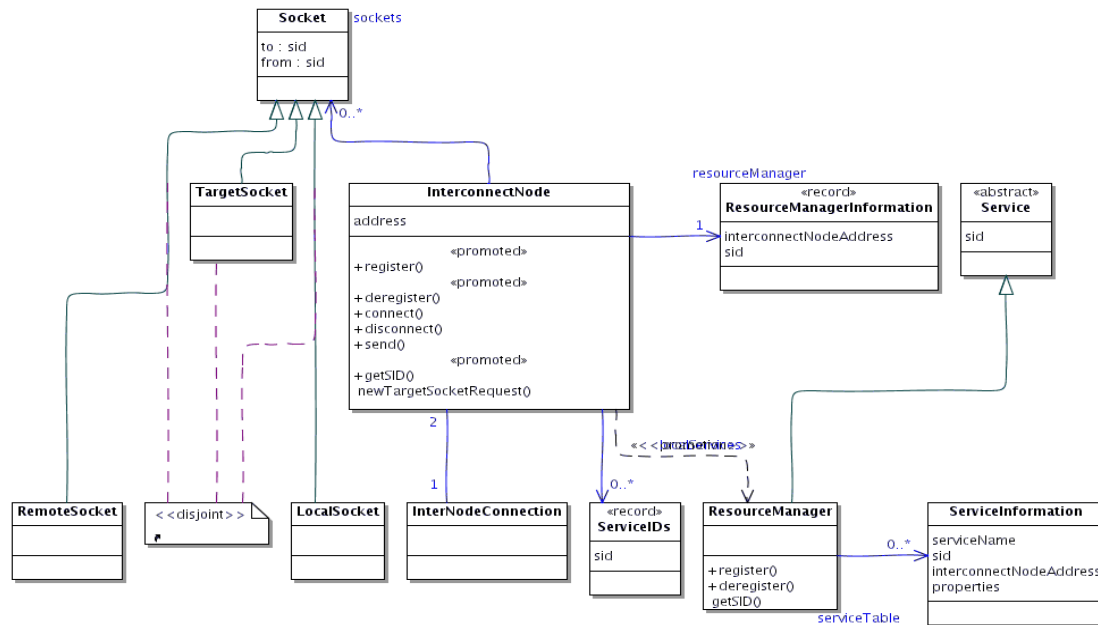 Socket
sockets
to : sid
from : sid
0..*
TargetSocket
InterconnectNode
address
«promoted»
+register()
«promoted»
+deregister()
+connect()
+disconnect()
+send()
«promoted»
+getSID()
newTargetSocketRequest()
resourceManager
1
«record»
ResourceManagerInformation
interconnectNodeAddress
sid
«abstract»
Service
sid
2
1
0..*
RemoteSocket
<<disjoint>>
LocalSocket
InterNodeConnection
«record»
ServiceIDs
sid
ResourceManager
+register()
+deregister()
getSID()
0..*
serviceTable
ServiceInformation
serviceName
sid
interconnectNodeAddress
properties